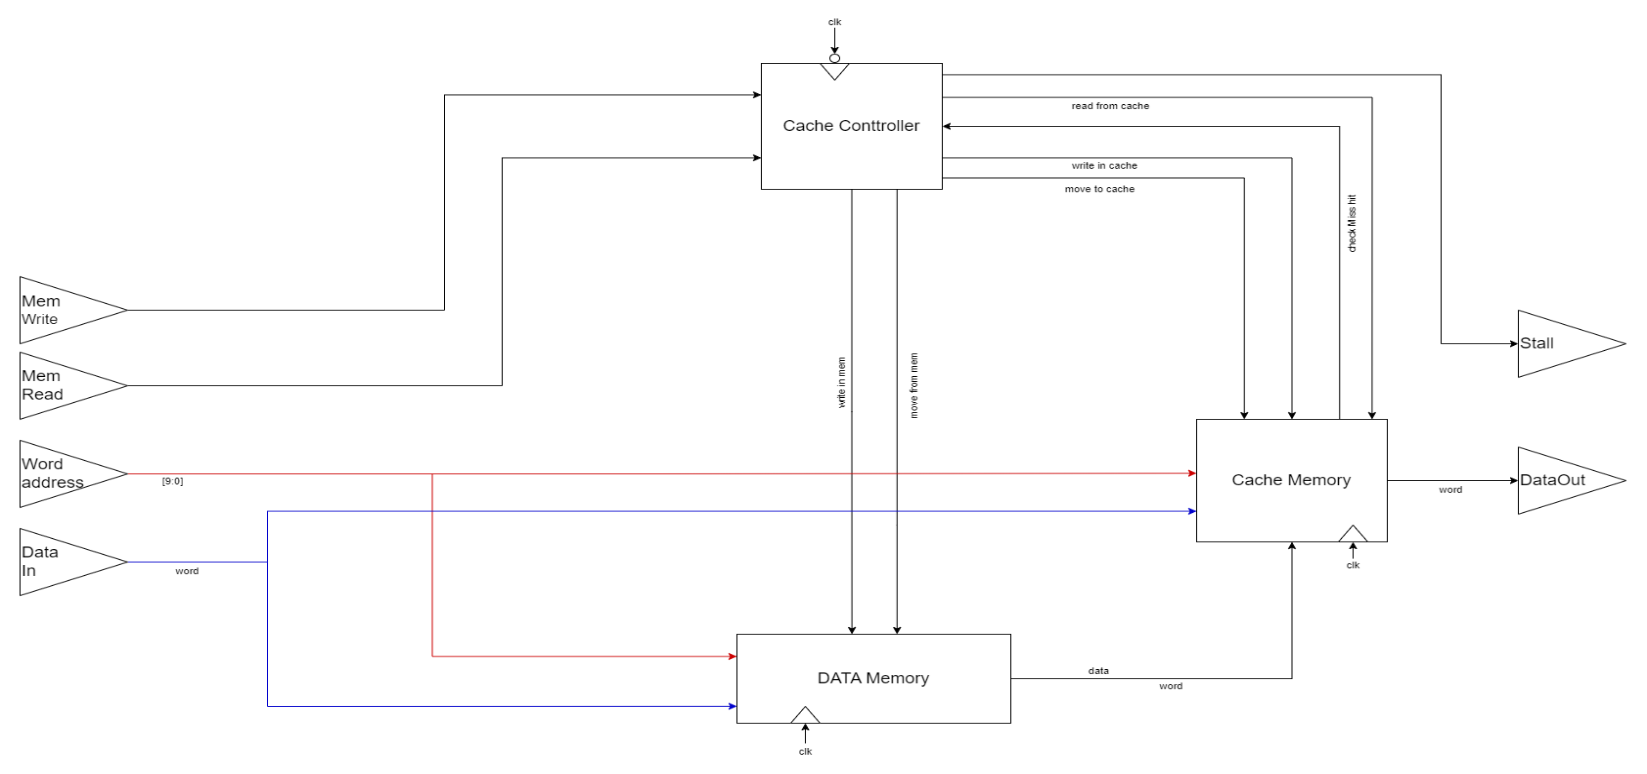 clk
Cache Conttroller
read from cache
write in cache
move to cache
check Miss hit
Mem
Write
Mem
Read
write in mem
move from mem
Stall
Word
address
[9:0]
Cache Memory
DataOut
word
Data
In
word
clk
DATA Memory
data
word
clk